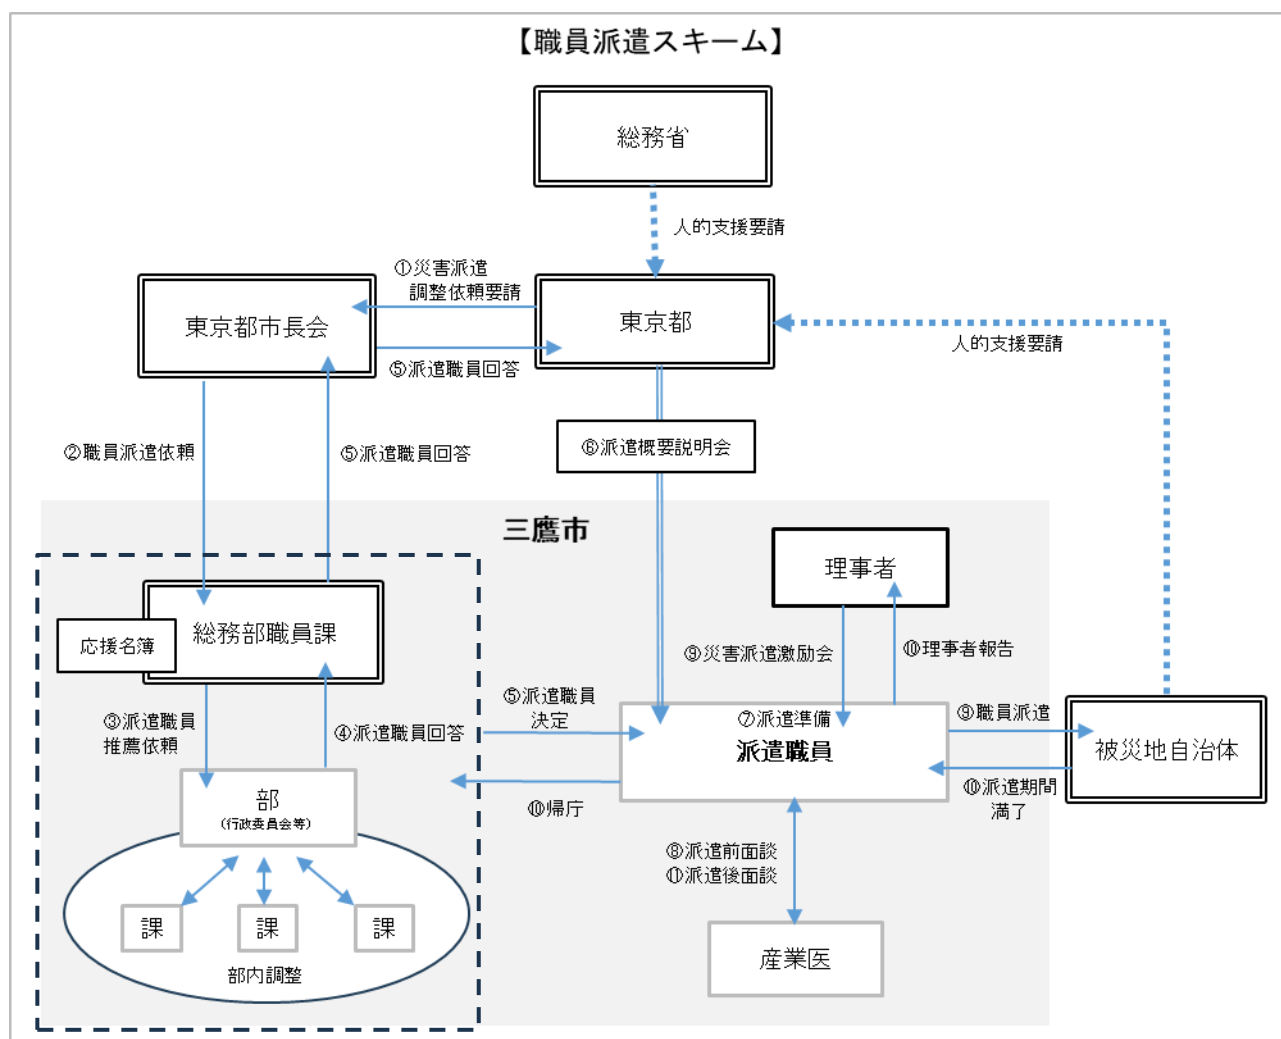 【職員派遣スキーム】
総務省
人的支援要請
①災害派遣
調整依頼要請
東京都市長会
東京都
人的支援要請
⑤派遣職員回答
②職員派遣依頼
⑤派遣職員回答
⑥派遣概要説明会
三鷹市
理事者
応援名簿
総務部職員課
⑨災害派遣激励会
⑩理事者報告
③派遣職員
推薦依頼
④派遣職員回答
⑤派遣職員
決定
⑦派遣準備
派遣職員
⑨職員派遣
被災地自治体
⑩派遣期間
満了
⑩帰庁
部
(行政委員会等)
⑧派遣前面談
⑪派遣後面談
課
課
課
部内調整
産業医